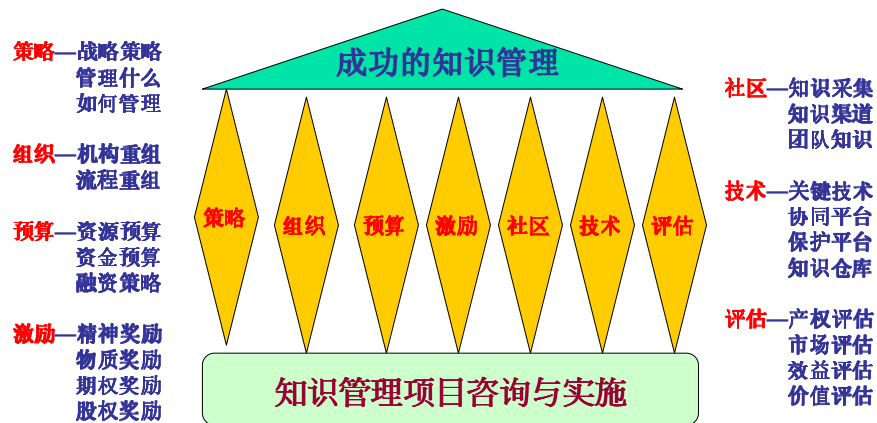 成功的知识管理
策略—战略策略
管理什么
如何管理
组织—机构重组
流程重组
预算—资源预算
资金预算
融资策略
激励—精神奖励
物质奖励
期权奖励
股权奖励
策略
组织
预算
激励
社区
技术
评估
社区—知识采集
知识渠道
团队知识
技术—关键技术
协同平台
保护平台
知识仓库
评估—产权评估
市场评估
效益评估
价值评估
知识管理项目咨询与实施